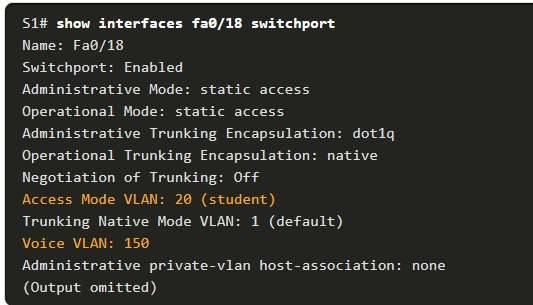 S1# show interfaces fa0/18 switchport
Name: Fa0/18
Switchport: Enabled
Administrative Mode: static access
Operational Mode: static access
Administrative Trunking Encapsulation: dot1q
Operational Trunking Encapsulation: native
Negotiation of Trunking: Off
Access Mode VLAN: 20 (student)
Trunking Native Mode VLAN: 1 (default)
Voice VLAN: 150
Administrative private-vlan host-association: none
(Output omitted)